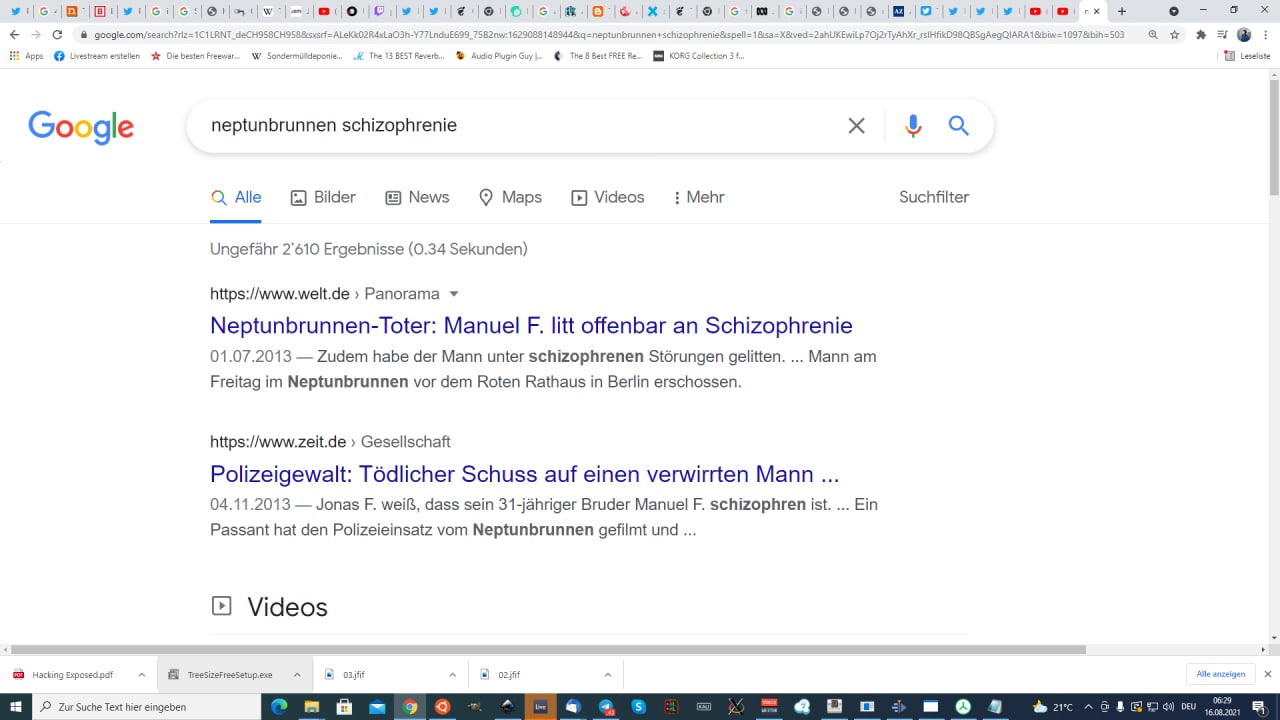 google.com/search?rlz=1C1LRNT_deCH958CH958&sxsrf=ALeKk02R4xLaO3h-Y77LnduE699_75B2nw:1629088148944&q=neptunbrunnen+schizophrenie&spell=1&sa=X&ved=2ahUKEwiLp7Oj2rTyAhXr_rsIHfikD98QBSgAegQIARA1&biw=1097&bih=503
Apps Livestream erstellen Die besten Freewar... Sondermülldeponie... The 13 BEST Reverb... Audio Plugin Guy |... The 8 Best FREE Re... KORG Collection 3 f... Leseliste
Google
neptunbrunnen schizophrenie
Alle Bilder News Maps Videos Mehr Suchfilter
Ungefähr 2'610 Ergebnisse (0.34 Sekunden)
https://www.welt.de › Panorama
Neptunbrunnen-Toter: Manuel F. litt offenbar an Schizophrenie
01.07.2013 — Zudem habe der Mann unter schizophrenen Störungen gelitten. ... Mann am
Freitag im Neptunbrunnen vor dem Roten Rathaus in Berlin erschossen.
https://www.zeit.de › Gesellschaft
Polizeigewalt: Tödlicher Schuss auf einen verwirrten Mann ...
04.11.2013 — Jonas F. weiß, dass sein 31-jähriger Bruder Manuel F. schizophren ist. ... Ein
Passant hat den Polizeieinsatz vom Neptunbrunnen gefilmt und ...
Videos
Hacking Exposed.pdf TreeSizeFreeSetup.exe 03.jfif 02.jfif Alle anzeigen
Zur Suche Text hier eingeben
Live
21°C
DEU
06:29
16.08.2021